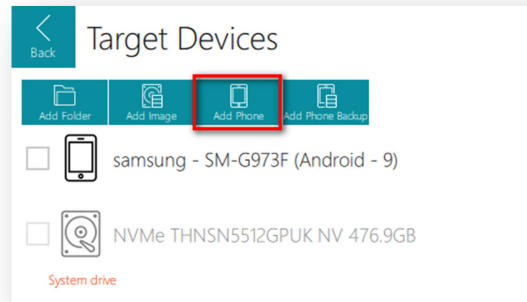 Back
Target Devices
Add Folder
Add Image
Add Phone
Add Phone Backup
samsung - SM-G973F (Android - 9)
NVMe THNSN5512GPUK NV 476.9GB
System drive